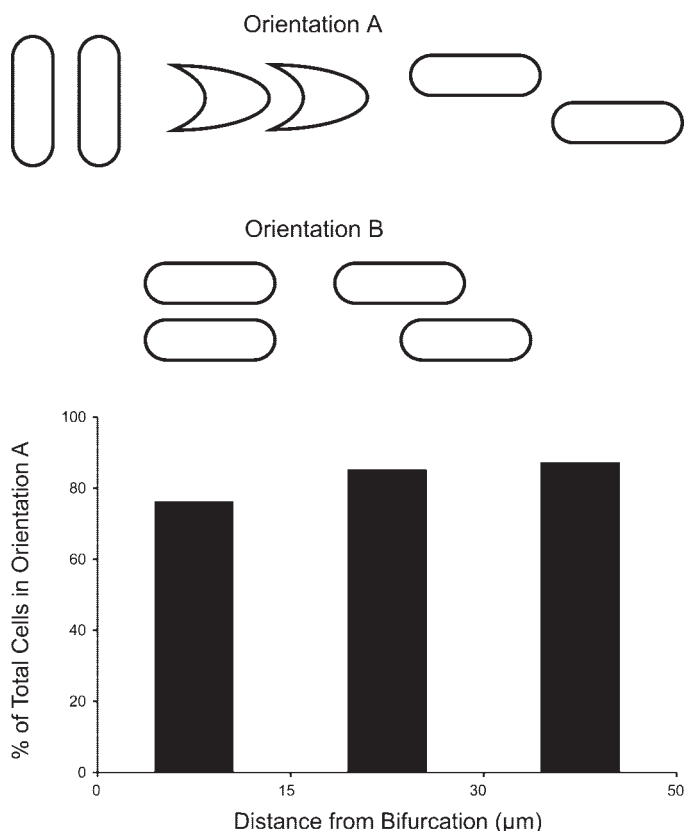 Orientation A
Orientation B
% of Total Cells in Orientation A
100
80
60
40
20
0
0 15 30 50
Distance from Bifurcation (μm)